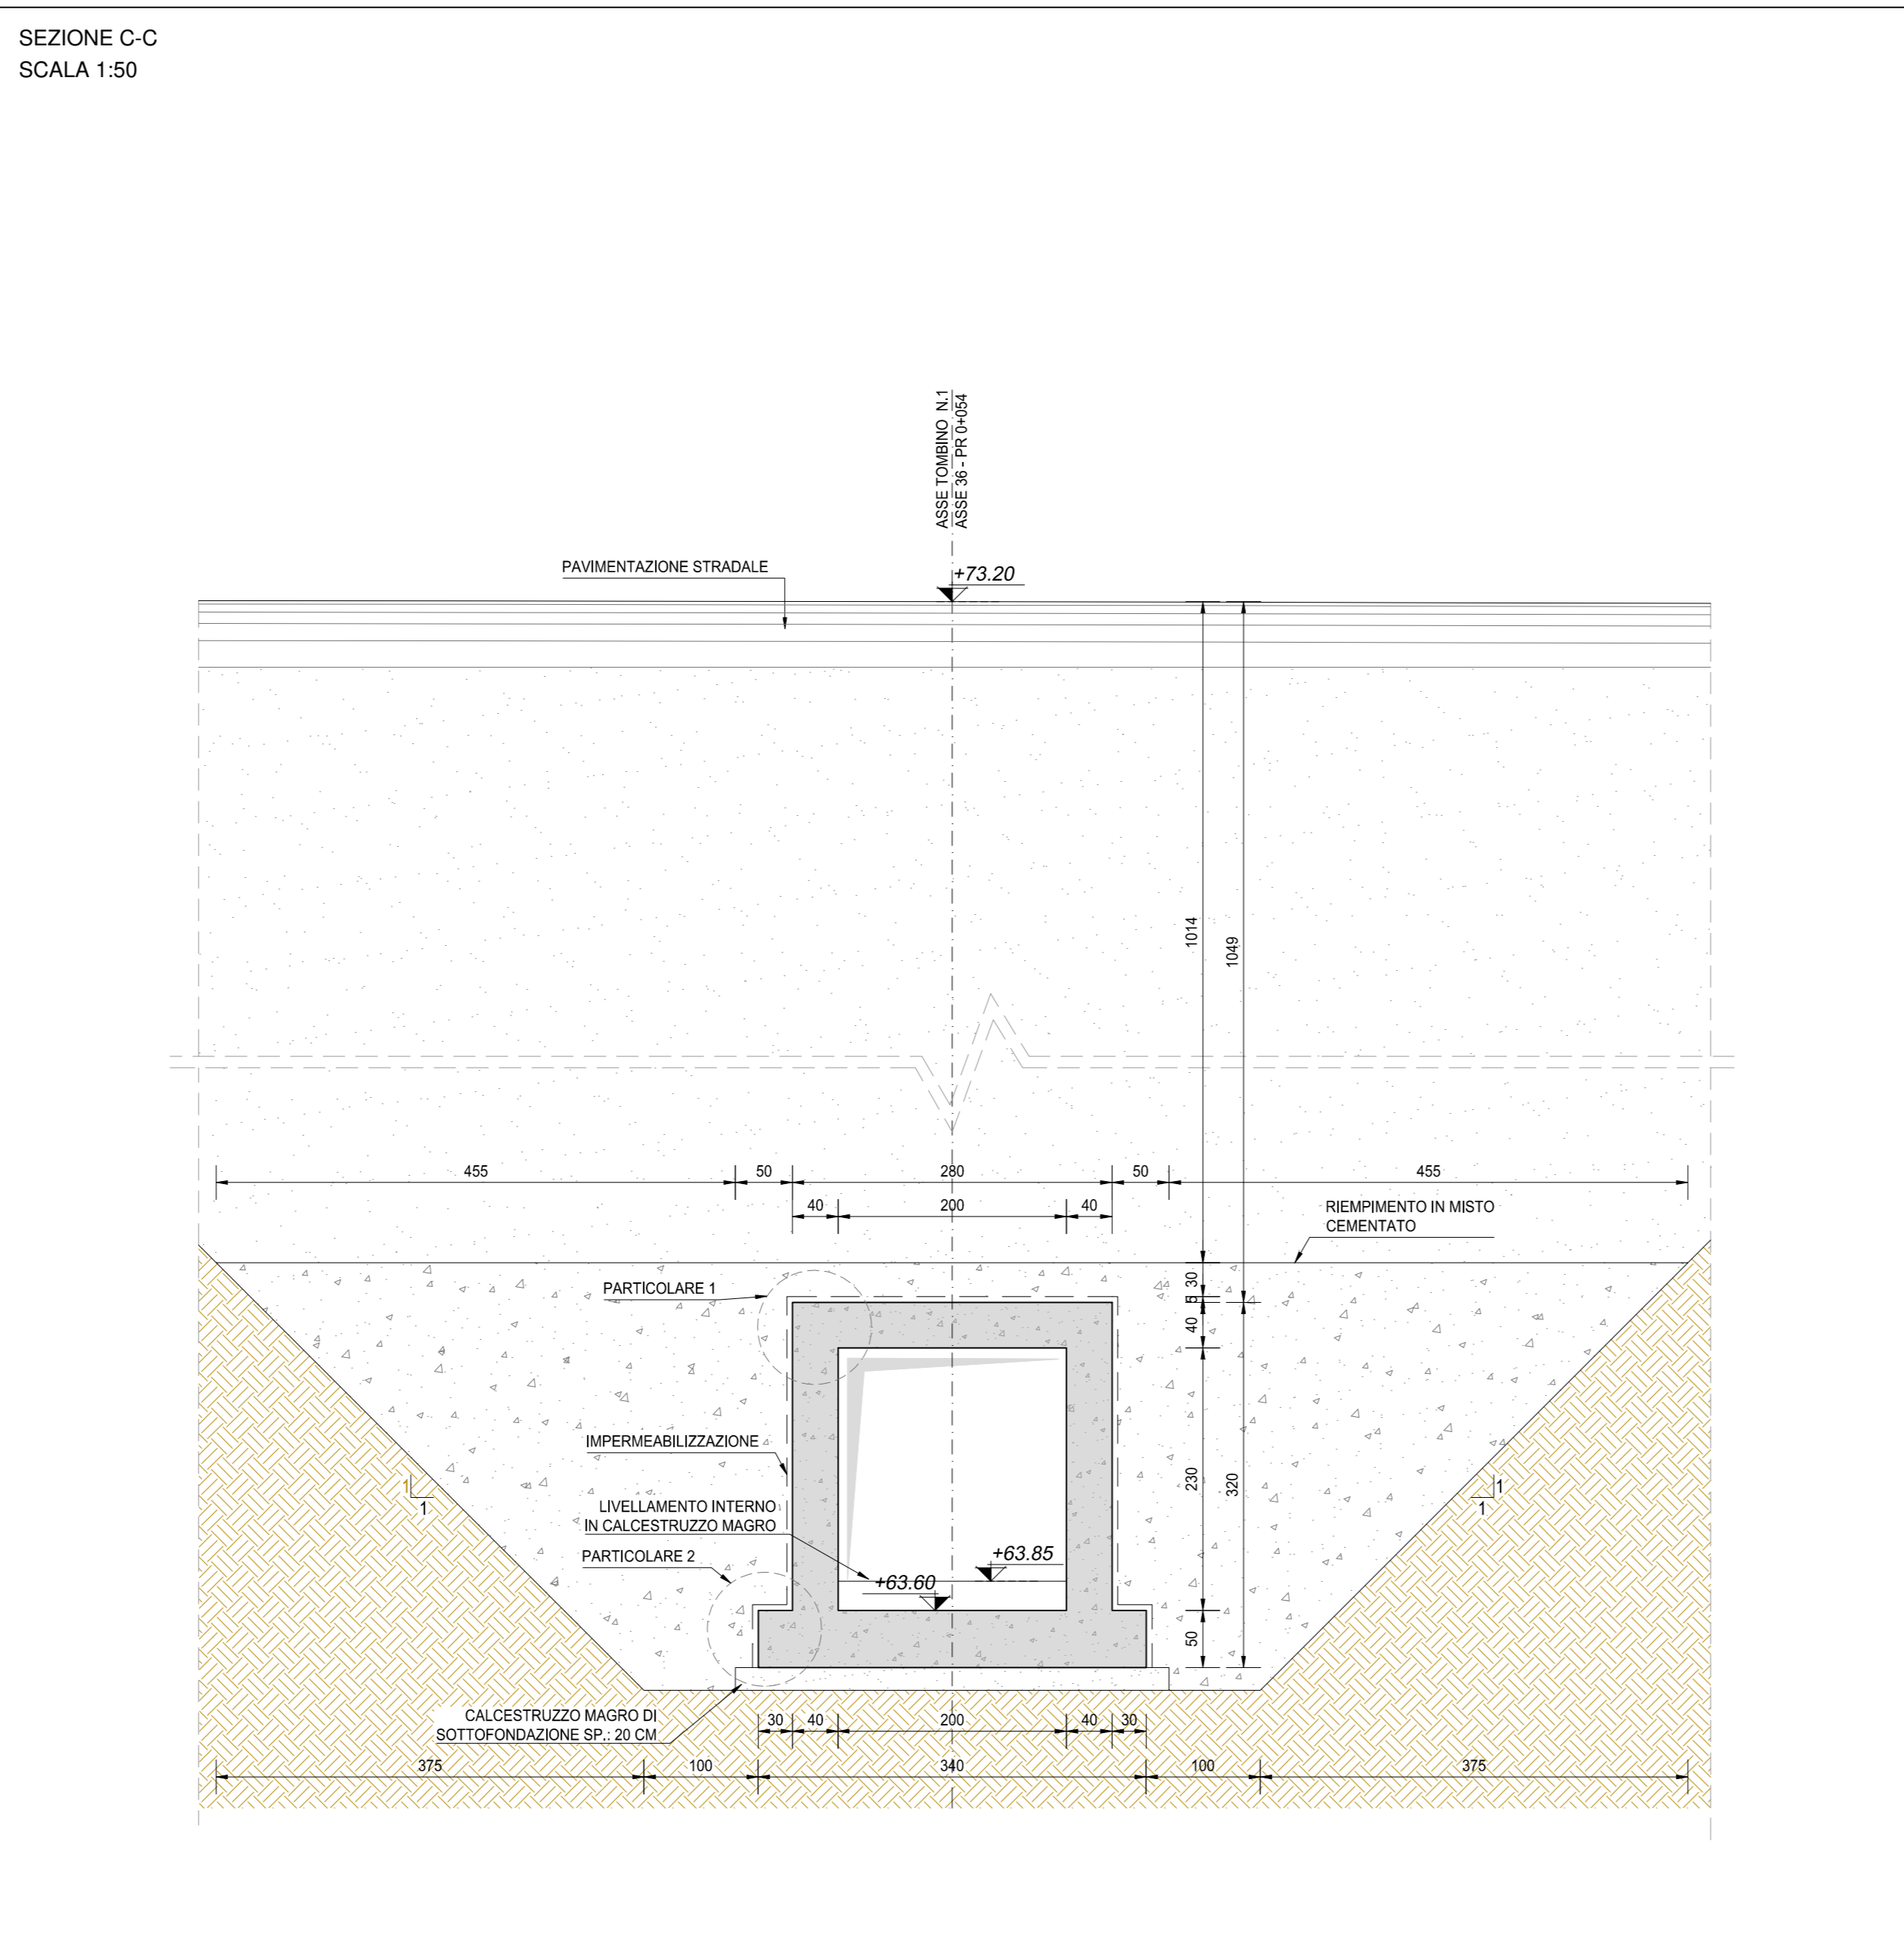 SEZIONE C-C
SCALA 1:50
ASSE TOMBINO N.1
ASSE 36 - PR 0+054
PAVIMENTAZIONE STRADALE
+73.20
1014
1049
455
50
280
50
455
40
200
40
RIEMPIMENTO IN MISTO
CEMENTATO
PARTICOLARE 1
30
5
40
IMPERMEABILIZZAZIONE
230
320
1
1
1
1
LIVELLAMENTO INTERNO
IN CALCESTRUZZO MAGRO
PARTICOLARE 2
+63.85
+63.60
50
CALCESTRUZZO MAGRO DI
SOTTOFONDAZIONE SP.: 20 CM
30
40
200
40
30
375
100
340
100
375